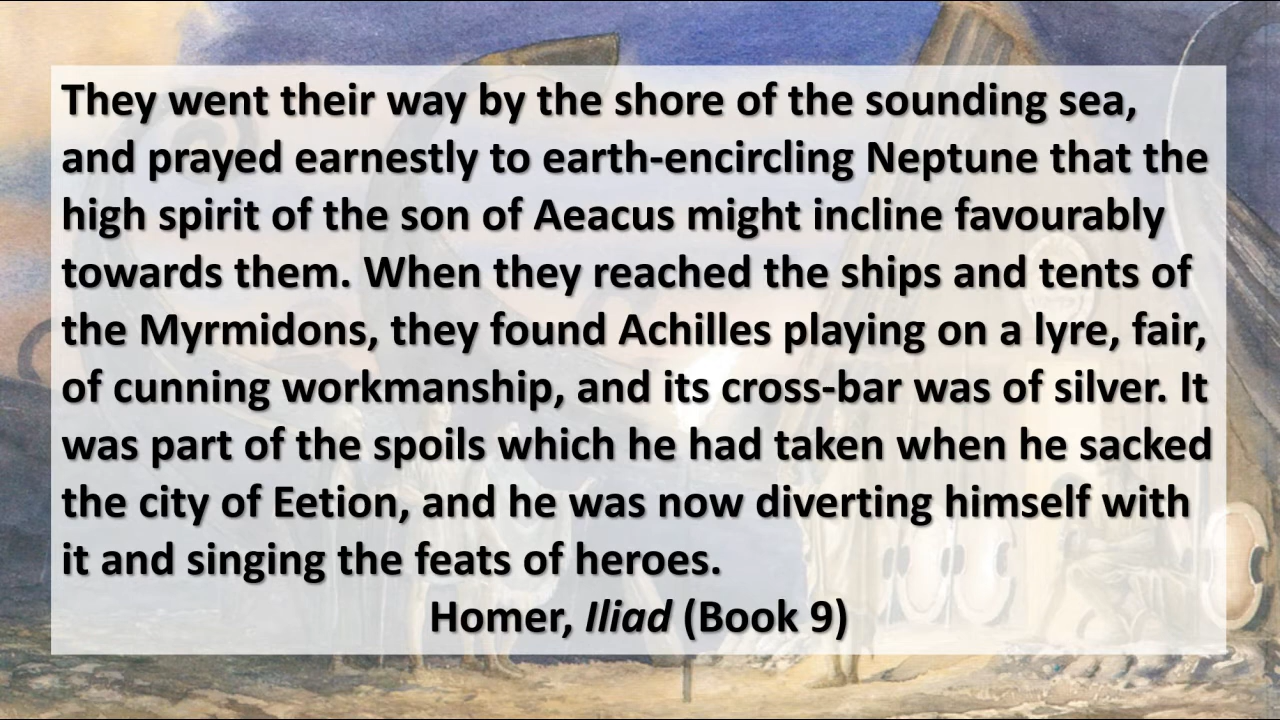 They went their way by the shore of the sounding sea,
and prayed earnestly to earth-encircling Neptune that the
high spirit of the son of Aeacus might incline favourably
towards them. When they reached the ships and tents of
the Myrmidons, they found Achilles playing on a lyre, fair,
of cunning workmanship, and its cross-bar was of silver. It
was part of the spoils which he had taken when he sacked
the city of Eetion, and he was now diverting himself with
it and singing the feats of heroes.
Homer, Iliad (Book 9)